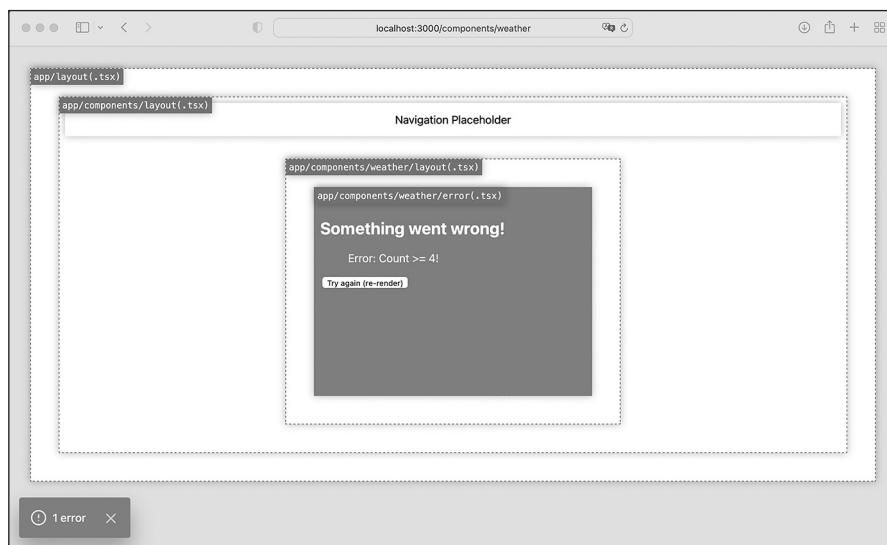 localhost:3000/components/weather
app/layout(.tsx)
app/components/layout(.tsx)
Navigation Placeholder
app/components/weather/layout(.tsx)
app/components/weather/error(.tsx)
Something went wrong!
Error: Count >= 4!
Try again (re-render)
1 error